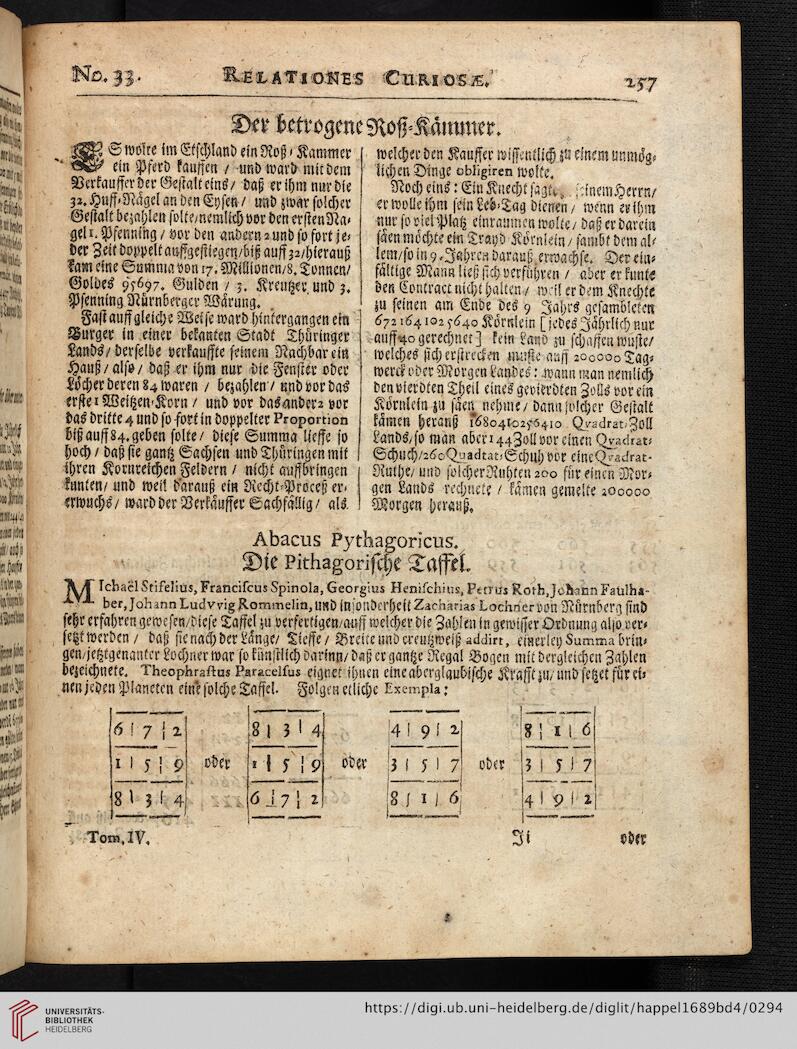 No. 33. RELATIONES CURIOSÆ. 257
Der betrogene Roß-Kämmer.
ES wolte im Etschland ein Roß-Kammer
ein Pferd kauffen / und ward mit dem
Verkauffer der Gestalt eins / daß er ihm nur die
32. Huff-Nägel an den Eysen / und zwar solcher
Gestalt bezahlen solte / nemlich vor den ersten Na-
gel 1. Pfenning / vor den andern 2 und so fort je-
der Zeit doppelt auffgestiegen / biß auff 32 / hierauß
kam eine Summa von 17. Millionen / 8. Tonnen /
Goldes 95697. Gulden / 3. Kreutzer und 3.
Pfenning Nürnberger Wärung.
Fast auff gleiche Weise ward hintergangen ein
Burger in einer bekanten Stadt Thüringer
Lands / derselbe verkauffte seinem Nachbar ein
Hauß / also / daß er ihm nur die Fenster oder
Löcher deren 84 waren / bezahlen / und vor das
erste 1 Weitzen-Korn / und vor das ander 2 vor
das dritte 4 und so fort in doppelter Proportion
biß auff 84. geben solte / diese Summa lieffe so
hoch / daß sie gantz Sachsen und Thüringen mit
ihren Kornreichen Feldern / nicht auffbringen
kunten / und weil darauß ein Recht-Proceß er-
erwuchs / ward der Verkäuffer Sachfällig / als
welcher den Kauffer wissentlich zu einem unmög-
lichen Dinge obligiren wolte.
Noch eins: Ein Knecht sagte seinem Herrn /
er wolle ihm sein Leb-Tag dienen / wenn er ihm
nur so viel Platz einraumen wolte / daß er darein
säen möchte ein Trayd Körnlein / sambt dem al-
lem / so in 9. Jahren darauß erwachse. Der ein-
fältige Mann ließ sich verführen / aber er kunte
den Contract nicht halten / weil er dem Knechte
zu seinen am Ende des 9 Jahrs gesamöleten
6721641025640 Körnlein [jedes Jährlich nur
auff 40 gerechnet] kein Land zu schaffen wuste /
welches sich erstrecken muste auff 200000 Tag-
werck oder Morgen Landes: wann man nemlich
den vierdten Theil eines gevierdten Zolls vor ein
Körnlein zu säen nehme / dann solcher Gestalt
kämen herauß 1680410256410 Qvadrat-Zoll
Lands / so man aber 144 Zoll vor einen Qvadrat-
Schuch / 260 Quadtat-Schuh vor eine Qvadrat-
Ruthe / und solcher Ruhten 200 für einen Mor-
gen Lands rechnete / kämen gemelte 200000
Morgen herauß.
Abacus Pythagoricus.
Die Pithagorische Taffel.
MIchaël Stifelius, Franciscus Spinola, Georgius Henischius, Petrus Roth, Johann Faulha-
ber, Johann Ludvvig Rommelin, und insonderheit Zacharias Lochner von Nürnberg sind
sehr erfahren gewesen / diese Taffel zu verfertigen / auff welcher die Zahlen in gewisser Ordnung also ver-
setzt werden / daß sie nach der Länge / Tieffe / Breite und creutzweiß addirt, einerley Summa brin-
gen / jetztgenanter Lochner war so künstlich darinn / daß er gantze Regal Bogen mit dergleichen Zahlen
bezeichnete. Theophrastus Paracelsus eignet ihnen eine aberglaubische Krafft zu / und setzet für ei-
nen jeden Planeten eine solche Taffel. Folgen etliche Exempla:
6 | 7 | 2 8 | 3 | 4 4 | 9 | 2 8 | 1 | 6
1 | 5 | 9 oder 1 | 5 | 9 oder 3 | 5 | 7 oder 3 | 5 | 7
8 | 3 | 4 6 | 7 | 2 8 | 1 | 6 4 | 9 | 2
Tom. IV. Ii oder
UNIVERSITÄTS-
BIBLIOTHEK
HEIDELBERG
https://digi.ub.uni-heidelberg.de/diglit/happel1689bd4/0294